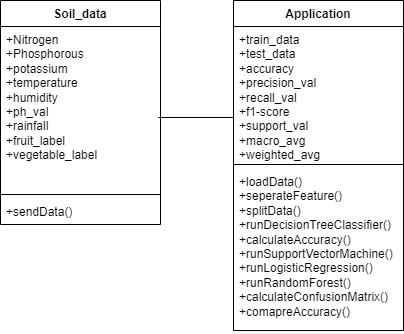 Soil_data
+Nitrogen
+Phosphorous
+potassium
+temperature
+humidity
+ph_val
+rainfall
+fruit_label
+vegetable_label
+sendData()
Application
+train_data
+test_data
+accuracy
+precision_val
+recall_val
+f1-score
+support_val
+macro_avg
+weighted_avg
+loadData()
+seperateFeature()
+splitData()
+runDecisionTreeClassifier()
+calculateAccuracy()
+runSupportVectorMachine()
+runLogisticRegression()
+runRandomForest()
+calculateConfusionMatrix()
+comapreAccuracy()